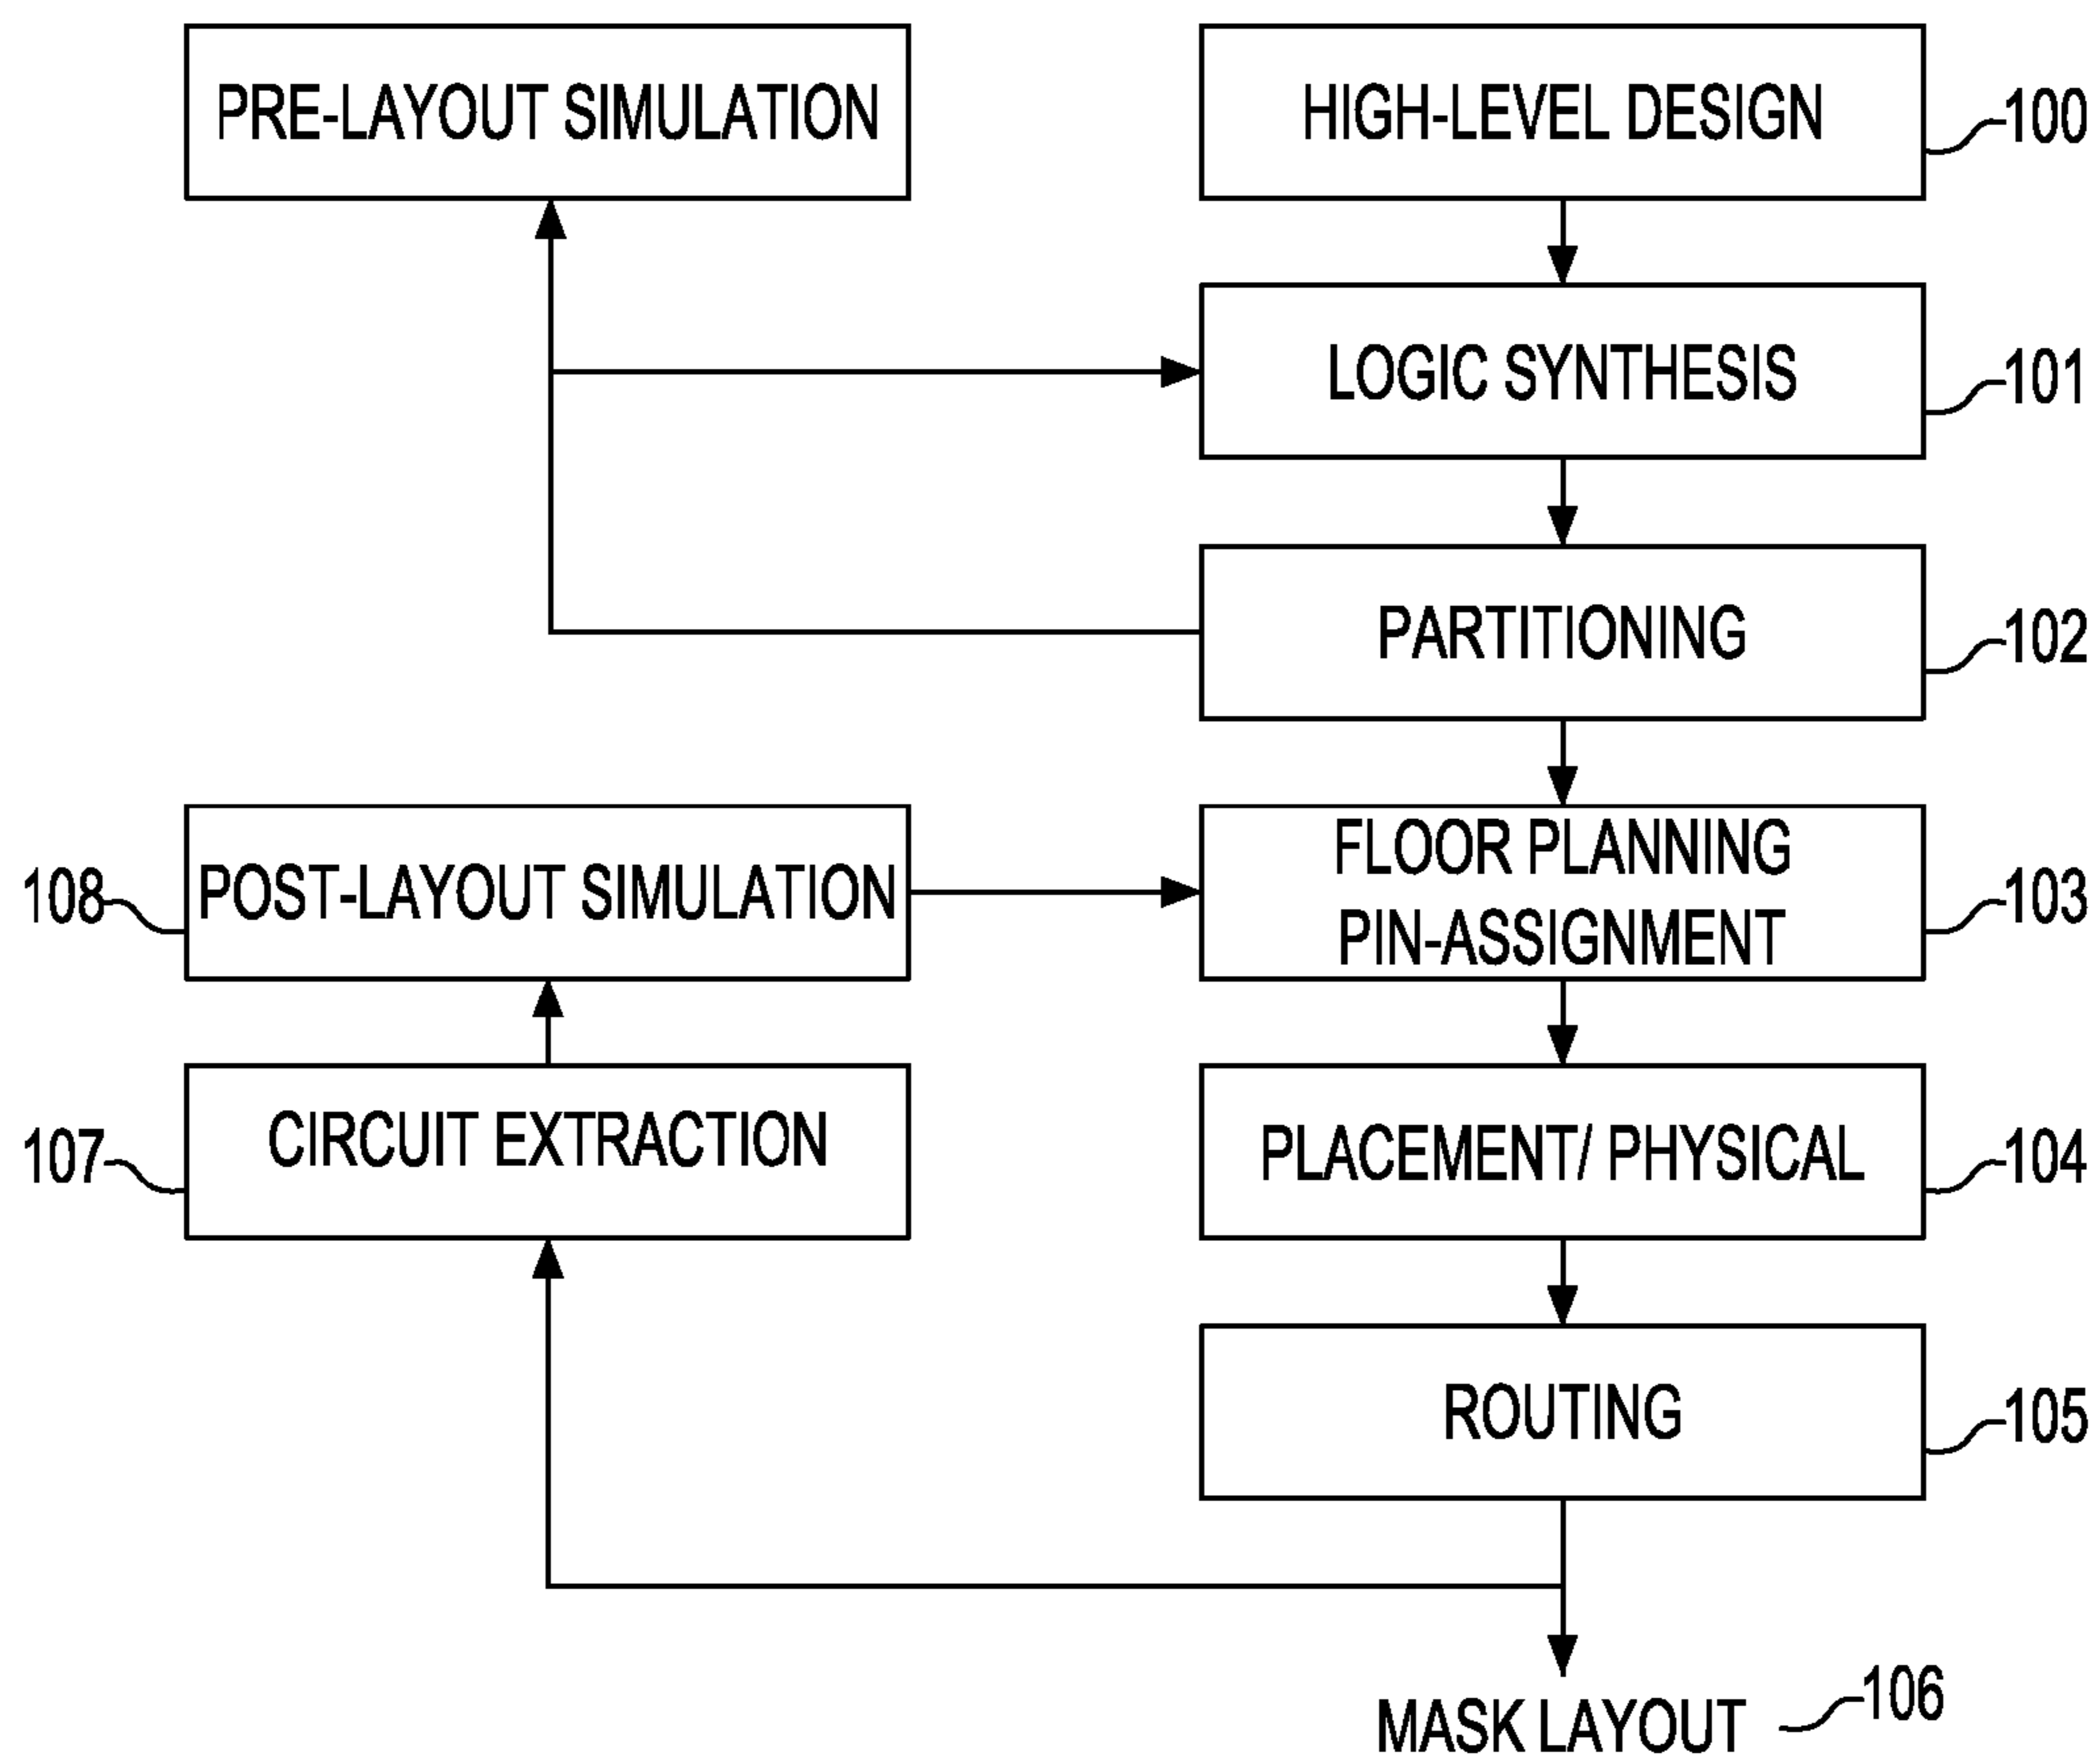 PRE-LAYOUT SIMULATION
HIGH-LEVEL DESIGN
100
LOGIC SYNTHESIS
101
PARTITIONING
102
108
POST-LAYOUT SIMULATION
FLOOR PLANNING
PIN-ASSIGNMENT
103
107
CIRCUIT EXTRACTION
PLACEMENT/ PHYSICAL
104
ROUTING
105
MASK LAYOUT
106